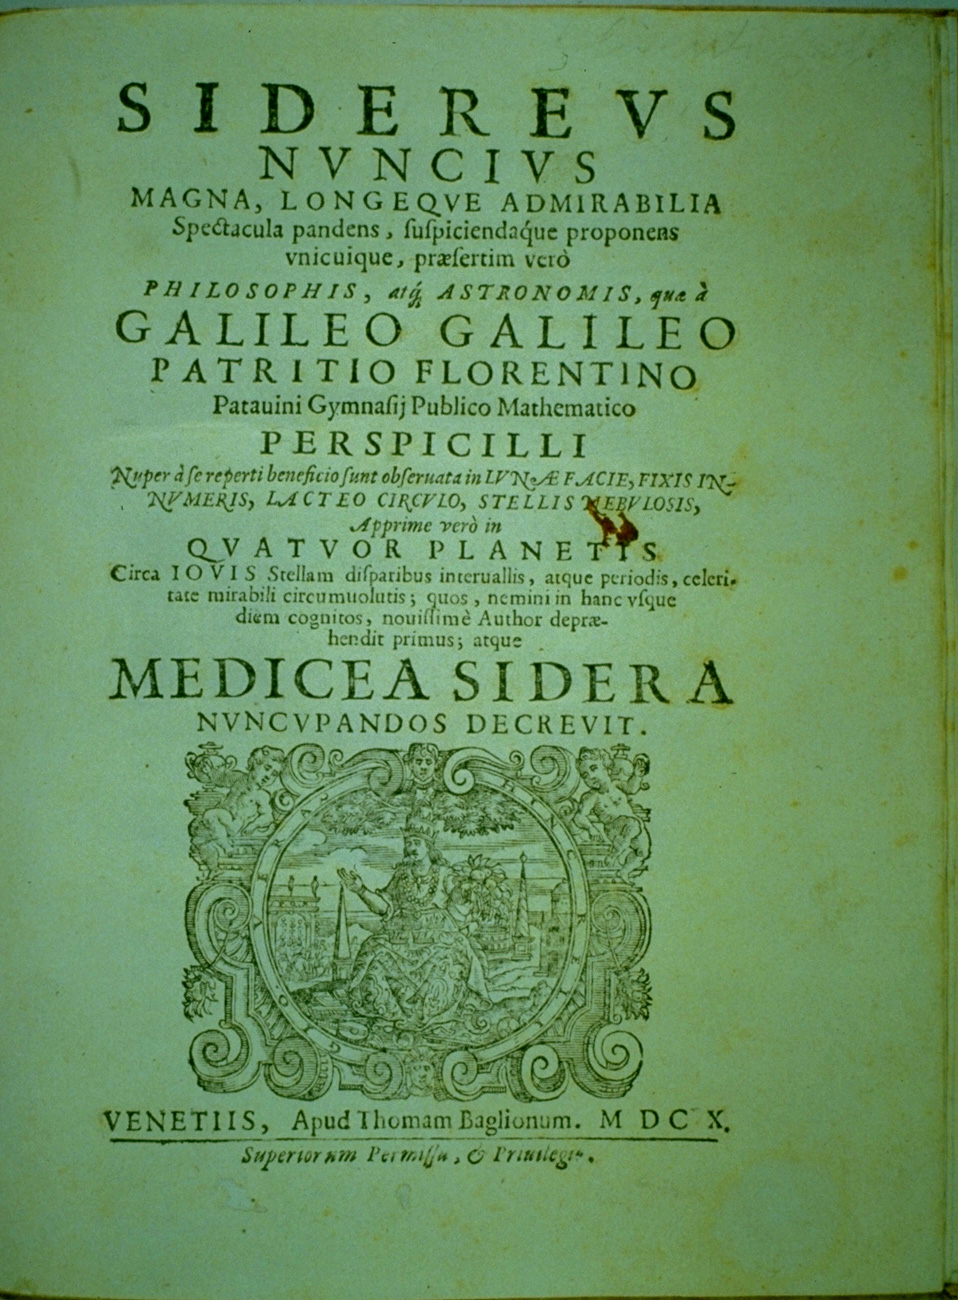 SIDEREVS
NVNCIVS
MAGNA, LONGEQVE ADMIRABILIA
Spectacula pandens, ſuſpiciendaq́ue proponens
vnicuique, præſertim verò
PHILOSOPHIS, atq́; ASTRONOMIS, quæ à
GALILEO GALILEO
PATRITIO FLORENTINO
Patauini Gymnaſij Publico Mathematico
PERSPICILLI
Nuper à ſe reperti beneficio ſunt obſeruata in LVNÆ FACIE, FIXIS IN-
NVMERIS, LACTEO CIRCVLO, STELLIS NEBVLOSIS,
Apprime verò in
QVATVOR PLANETIS
Circa IOVIS Stellam diſparibus interuallis, atque periodis, celeri-
tate mirabili circumuolutis; quos, nemini in hanc vſque
diem cognitos, nouiſſimè Author depræ-
hendit primus; atque
MEDICEA SIDERA
NVNCVPANDOS DECREVIT.
VENETIIS, Apud Thomam Baglionum. M DC X.
Superiorum Permiſſu, & Priuilegio.